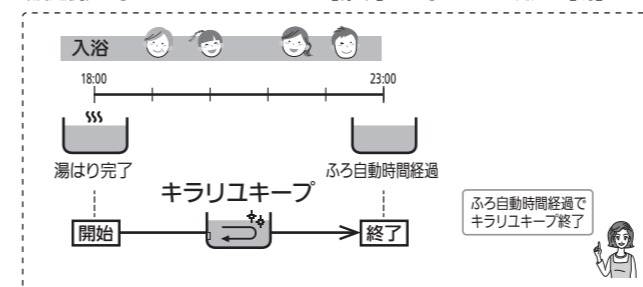 入浴
18:00
23:00
湯はり完了
ふろ自動時間経過
キラリユキープ
開始
終了
ふろ自動時間経過で
キラリユキープ終了